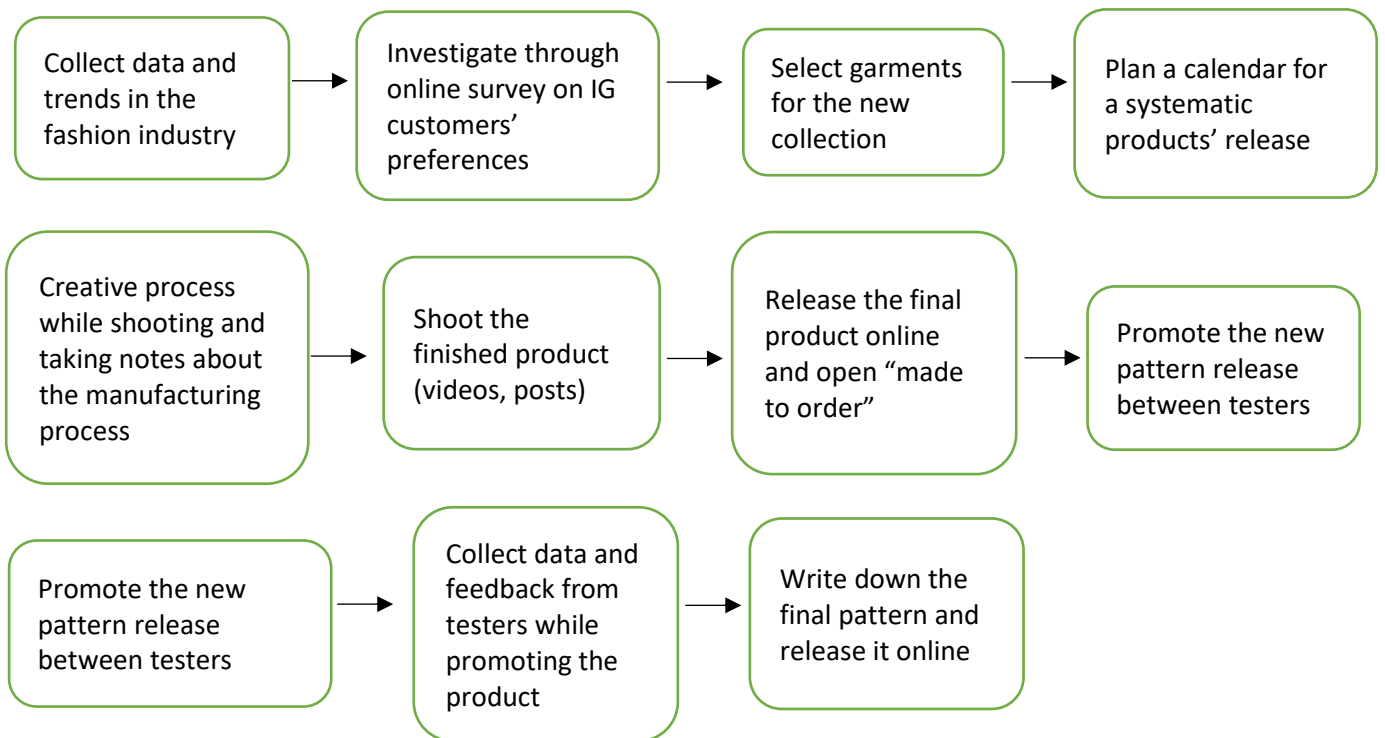 Collect data and
trends in the
fashion industry
Investigate through
online survey on IG
customers’
preferences
Select garments
for the new
collection
Plan a calendar for
a systematic
products’ release
Creative process
while shooting and
taking notes about
the manufacturing
process
Shoot the
finished product
(videos, posts)
Release the final
product online
and open “made
to order”
Promote the new
pattern release
between testers
Promote the new
pattern release
between testers
Collect data and
feedback from
testers while
promoting the
product
Write down the
final pattern and
release it online